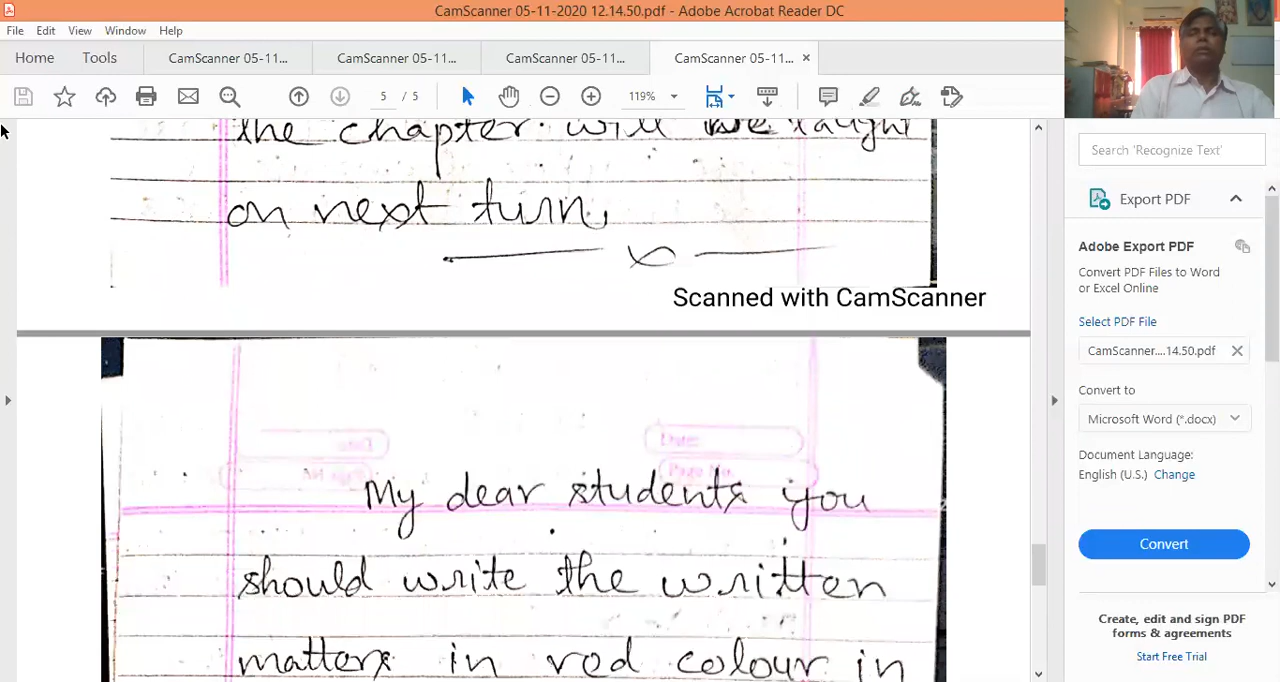 CamScanner 05-11-2020 12.14.50.pdf - Adobe Acrobat Reader DC
File Edit View Window Help
Home Tools CamScanner 05-11... CamScanner 05-11... CamScanner 05-11... CamScanner 05-11... ×
5 / 5 119%
the chapter will be taught
on next turn.
Scanned with CamScanner
Date
Page No.
My dear students you
should write the written
matters in red colour in
Search 'Recognize Text'
Export PDF
Adobe Export PDF
Convert PDF Files to Word
or Excel Online
Select PDF File
CamScanner....14.50.pdf
Convert to
Microsoft Word (*.docx)
Document Language:
English (U.S.) Change
Convert
Create, edit and sign PDF
forms & agreements
Start Free Trial